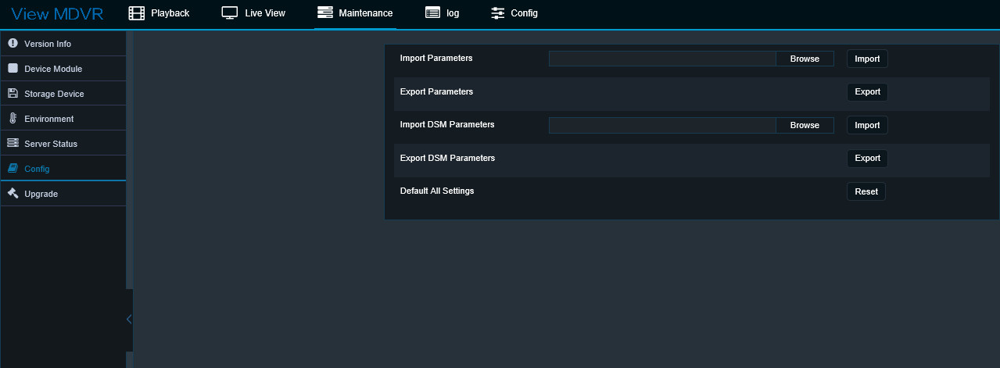 View MDVR Playback Live View Maintenance log Config
Version Info
Device Module
Storage Device
Environment
Server Status
Config
Upgrade
Import Parameters Browse Import
Export Parameters Export
Import DSM Parameters Browse Import
Export DSM Parameters Export
Default All Settings Reset